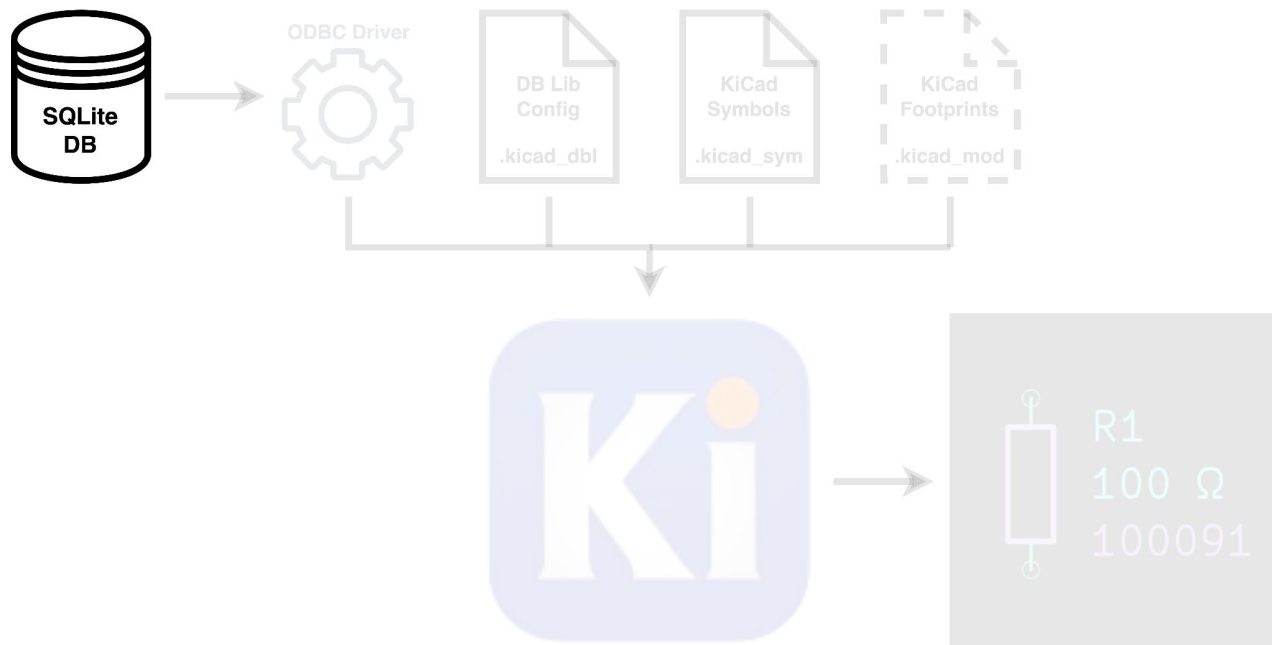 SQLite
DB
ODBC Driver
DB Lib
Config
.kicad_dbl
KiCad
Symbols
.kicad_sym
KiCad
Footprints
.kicad_mod
Ki
R1
100 Ω
100091